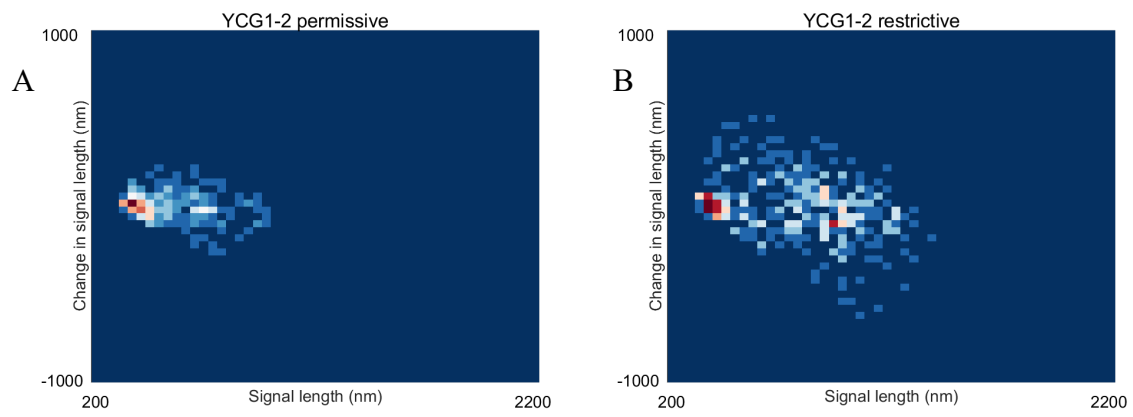 A
YCG1-2 permissive
1000
Change in signal length (nm)
-1000
200
Signal length (nm)
2200
B
YCG1-2 restrictive
1000
Change in signal length (nm)
-1000
200
Signal length (nm)
2200